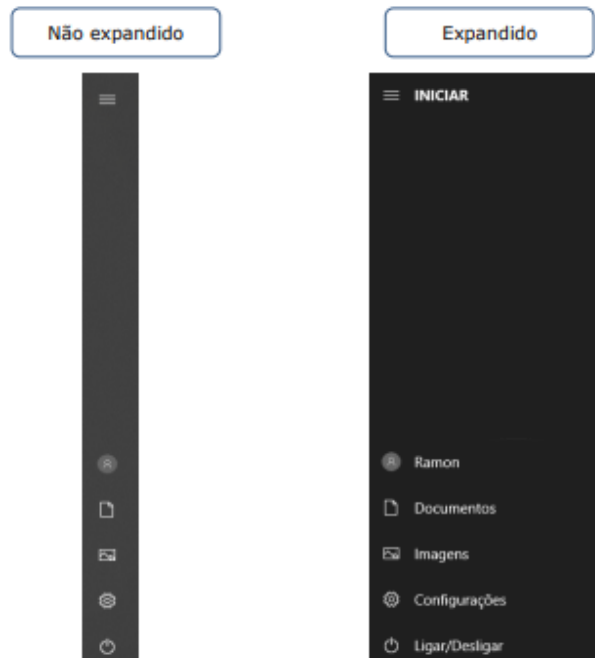 Não expandido
Expandido
INICIAR
Ramon
Documentos
Imagens
Configurações
Ligar/Desligar